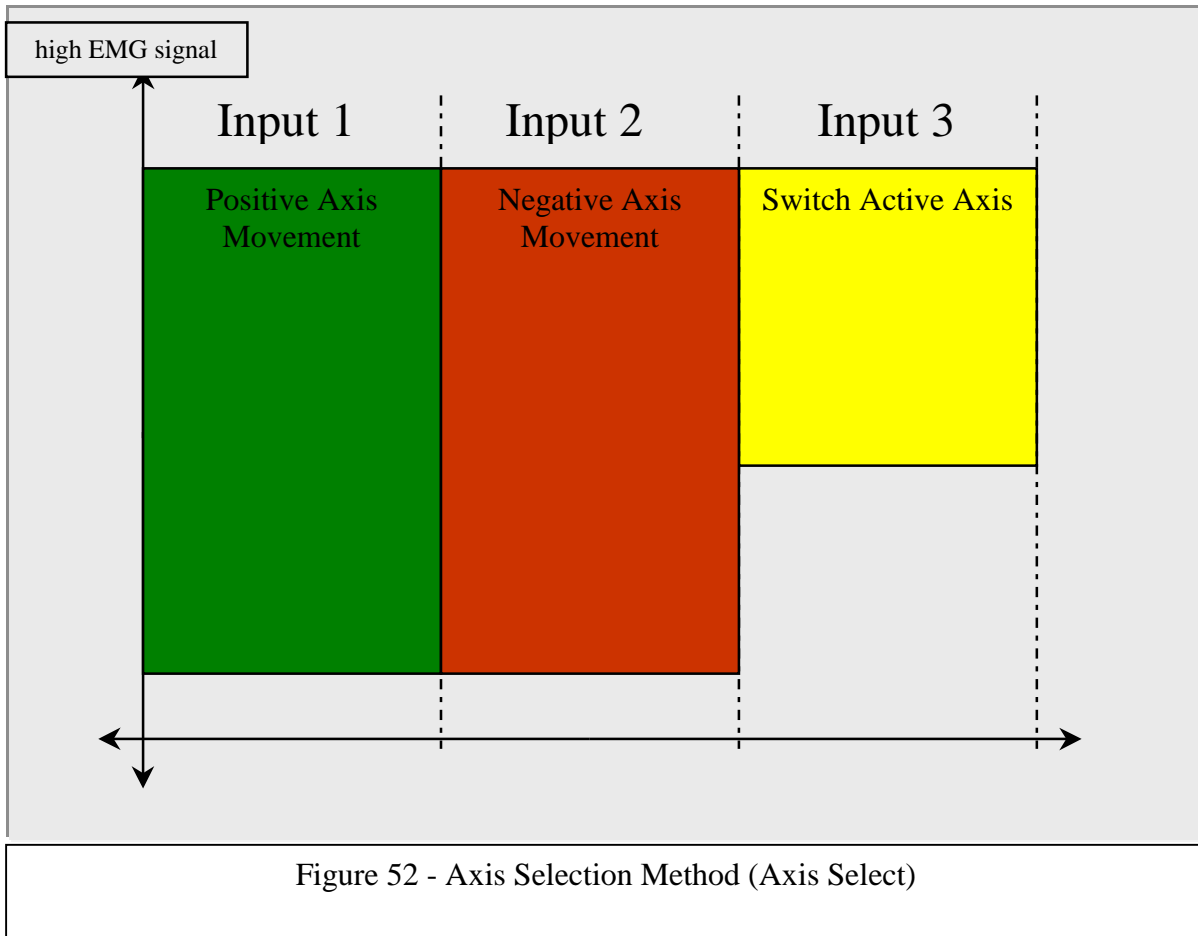 high EMG signal
Input 1
Input 2
Input 3
Positive Axis
Movement
Negative Axis
Movement
Switch Active Axis
Figure 52 - Axis Selection Method (Axis Select)